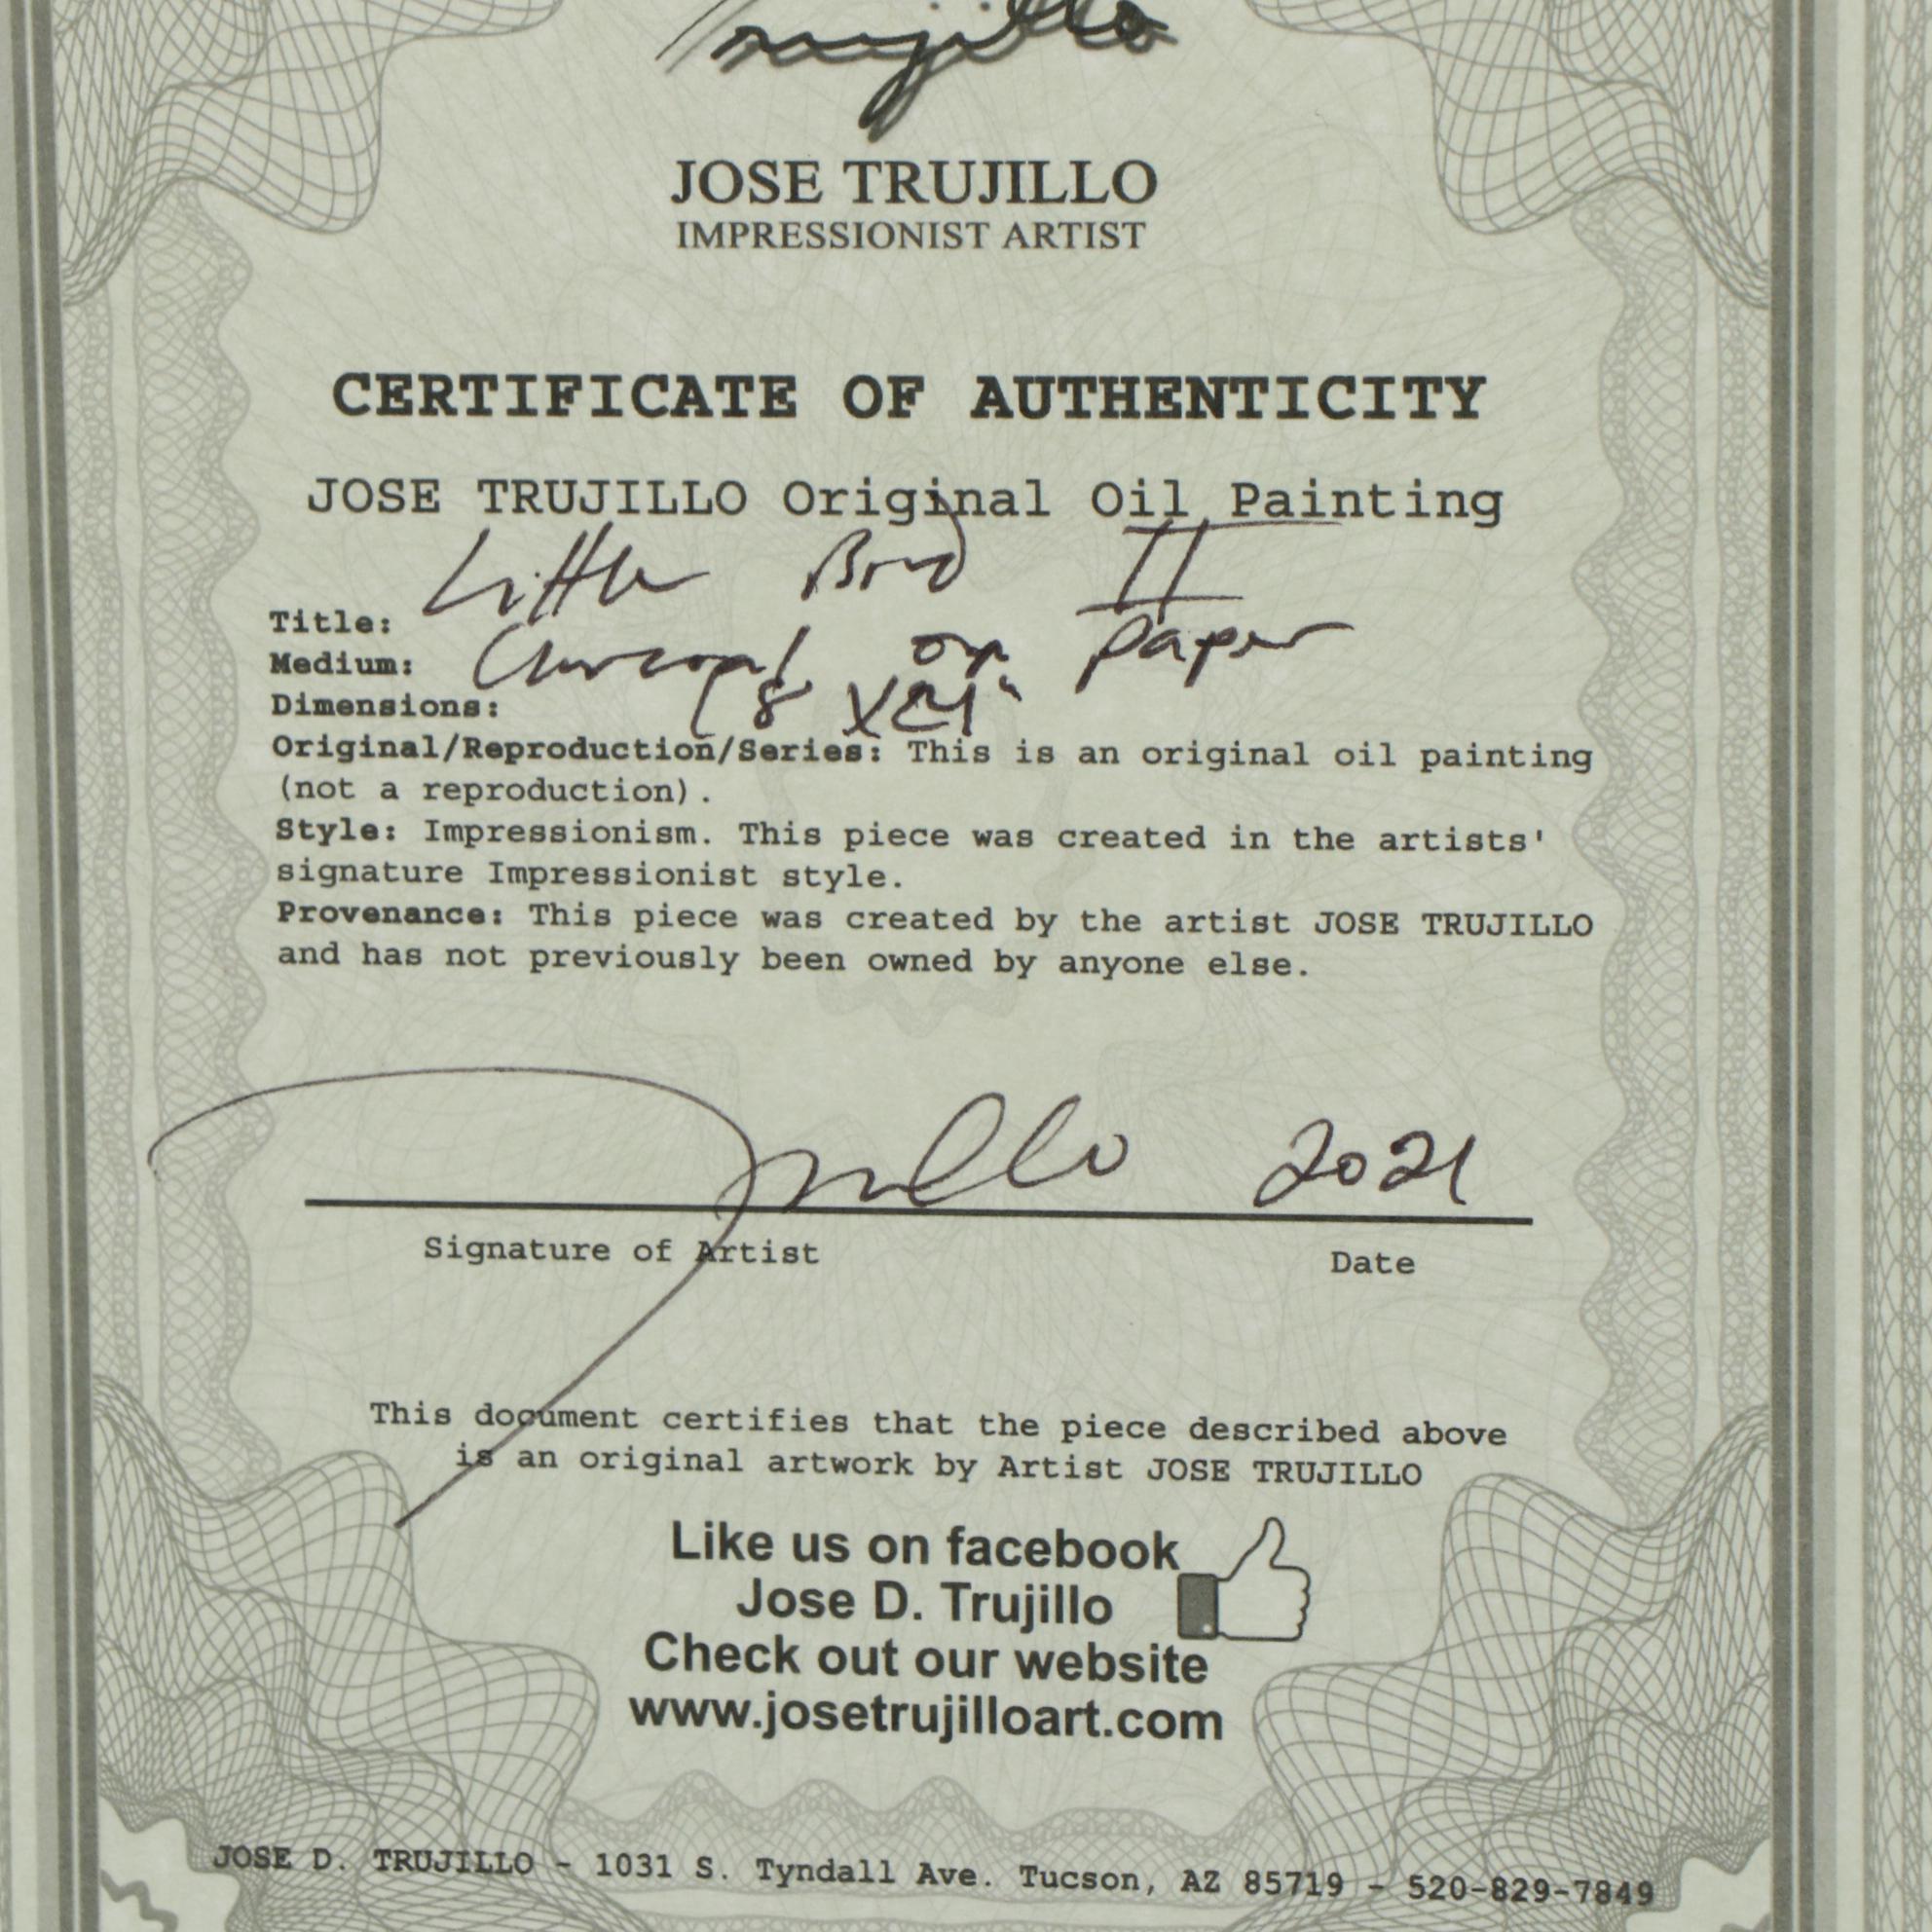 Trujillo
JOSE TRUJILLO
IMPRESSIONIST ARTIST
CERTIFICATE OF AUTHENTICITY
JOSE TRUJILLO Original Oil Painting
Title: Little Bird II
Medium: Charcoal on paper
Dimensions: 18 x24"
Original/Reproduction/Series: This is an original oil painting
(not a reproduction).
Style: Impressionism. This piece was created in the artists'
signature Impressionist style.
Provenance: This piece was created by the artist JOSE TRUJILLO
and has not previously been owned by anyone else.
Trujillo 2021
Signature of Artist Date
This document certifies that the piece described above
is an original artwork by Artist JOSE TRUJILLO
Like us on facebook
Jose D. Trujillo
Check out our website
www.josetrujilloart.com
JOSE D. TRUJILLO - 1031 S. Tyndall Ave. Tucson, AZ 85719 - 520-829-7849